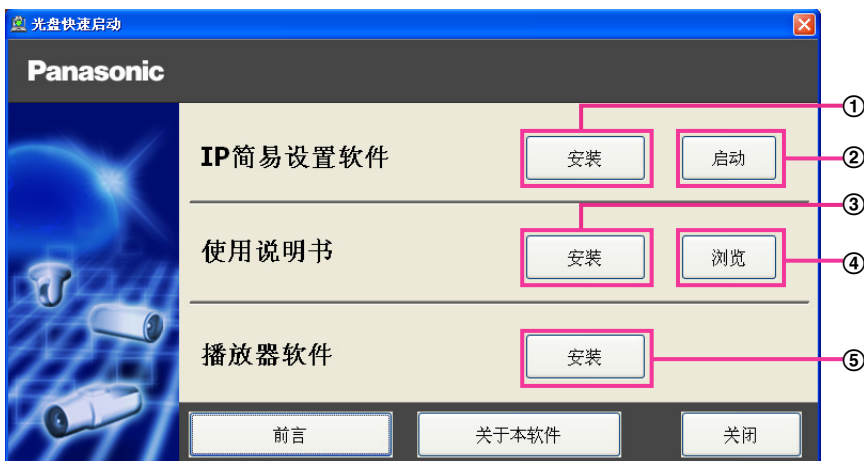 光盘快速启动
Panasonic
①
IP简易设置软件 安装 启动 ②
③
使用说明书 安装 浏览 ④
播放器软件 安装 ⑤
前言 关于本软件 关闭